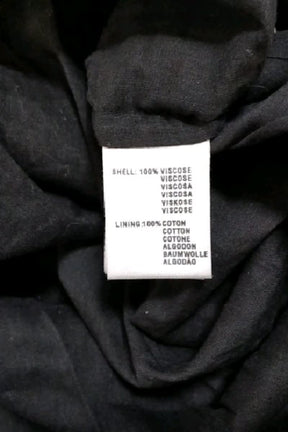 SHELL: 100% VISCOSE
VISCOSE
VISCOSA
VISCOSA
VISKOSE
VISCOSE
LINING:100% COTON
COTTON
COTONE
ALGODON
BAUMWOLLE
ALGODÃO